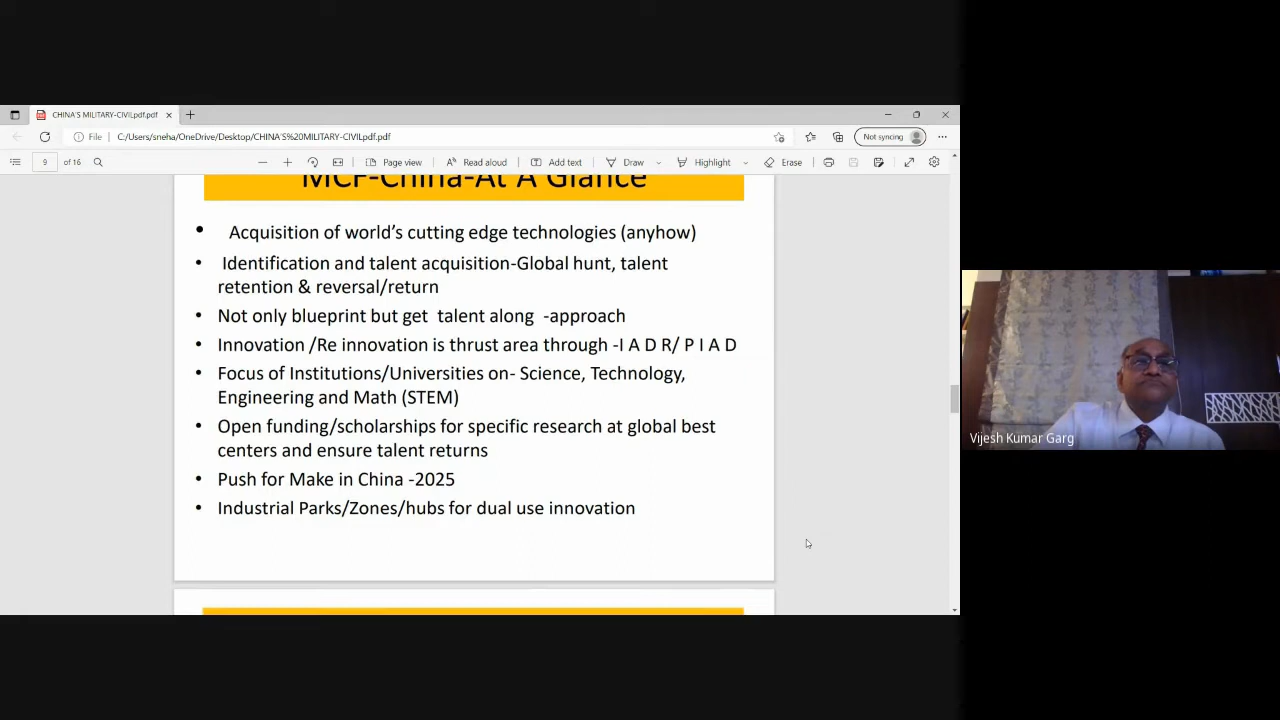 CHINA'S MILITARY-CIVILpdf.pdf
File C:/Users/sneha/OneDrive/Desktop/CHINA'S%20MILITARY-CIVILpdf.pdf
Not syncing
9 of 16
Page view
Read aloud
Add text
Draw
Highlight
Erase
MCF-China-At A Glance
• Acquisition of world's cutting edge technologies (anyhow)
• Identification and talent acquisition-Global hunt, talent
retention & reversal/return
• Not only blueprint but get talent along -approach
• Innovation /Re innovation is thrust area through -I A D R/ P I A D
• Focus of Institutions/Universities on- Science, Technology,
Engineering and Math (STEM)
• Open funding/scholarships for specific research at global best
centers and ensure talent returns
• Push for Make in China -2025
• Industrial Parks/Zones/hubs for dual use innovation
Vijesh Kumar Garg